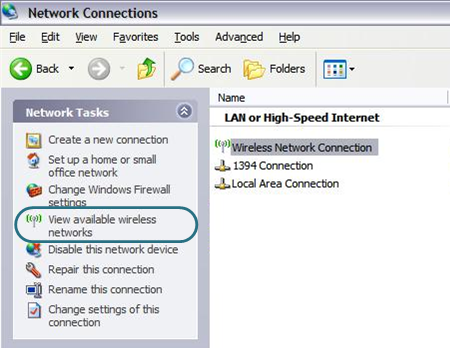 Network Connections
File Edit View Favorites Tools Advanced Help
Back Search Folders
Network Tasks
Create a new connection
Set up a home or small
office network
Change Windows Firewall
settings
View available wireless
networks
Disable this network device
Repair this connection
Rename this connection
Change settings of this
connection
Name
LAN or High-Speed Internet
Wireless Network Connection
1394 Connection
Local Area Connection